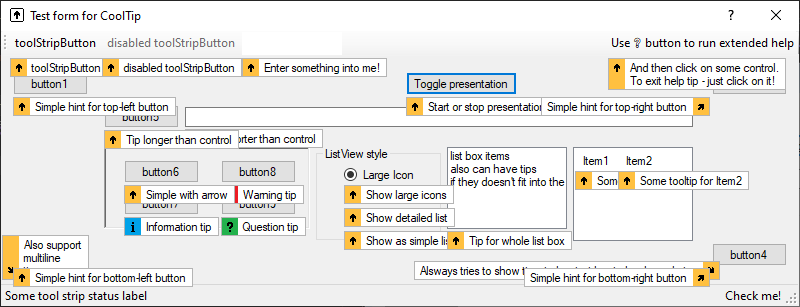 Test form for CoolTip
toolStripButton disabled toolStripButton
Use ? button to run extended help
toolStripButton disabled toolStripButton Enter something into me!
And then click on some control.
To exit help tip - just click on it!
button1
Toggle presentation
Simple hint for top-left button
Start or stop presentation
Simple hint for top-right button
button5
Tip longer than control
orter than control
ListView style
button6 button8
Large Icon
list box items
also can have tips
if they doesn't fit into the
Item1 Item2
Simple with arrow Warning tip
Show large icons
Som
Some tooltip for Item2
button7
Show detailed list
Information tip Question tip
Show as simple lis
Tip for whole list box
Also support
multiline
button4
Alsways tries to show
Simple hint for bottom-left button
Simple hint for bottom-right button
Some tool strip status label
Check me!